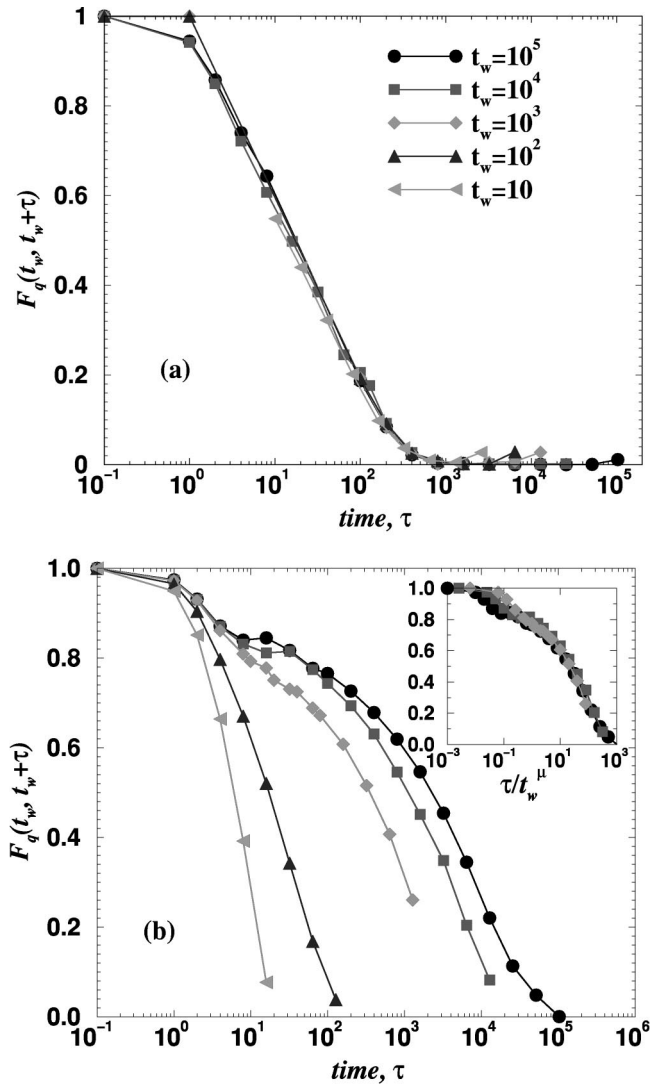 1
0.8
0.6
0.4
0.2
0
F_q(t_w, t_w+τ)
t_w=10^5
t_w=10^4
t_w=10^3
t_w=10^2
t_w=10
(a)
10^-1 10^0 10^1 10^2 10^3 10^4 10^5
time, τ
1.0
0.8
0.6
0.4
0.2
0.0
F_q(t_w, t_w+τ)
1.0
0.8
0.6
0.4
0.2
0.0
10^-3 10^-1 10^1 10^3
τ/t_w^μ
(b)
10^-1 10^0 10^1 10^2 10^3 10^4 10^5 10^6
time, τ